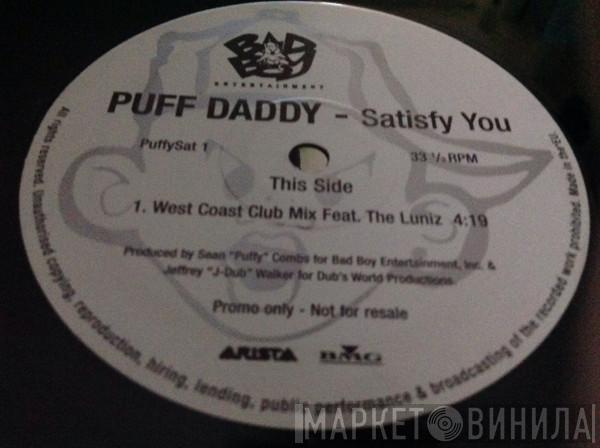 BAD BOY
ENTERTAINMENT
PUFF DADDY - Satisfy You
PuffySat 1
33 1/3 RPM
This Side
1. West Coast Club Mix Feat. The Luniz 4:19
Produced by Sean "Puffy" Combs for Bad Boy Entertainment, Inc. &
Jeffrey "J-Dub" Walker for Dub's World Productions.
Promo only - Not for resale
ARISTA
BMG
All rights reserved. Unauthorised copying, reproduction, hiring, lending, public performance & broadcasting of the recorded work prohibited. Made in
МАРКЕТ ВИНИЛА